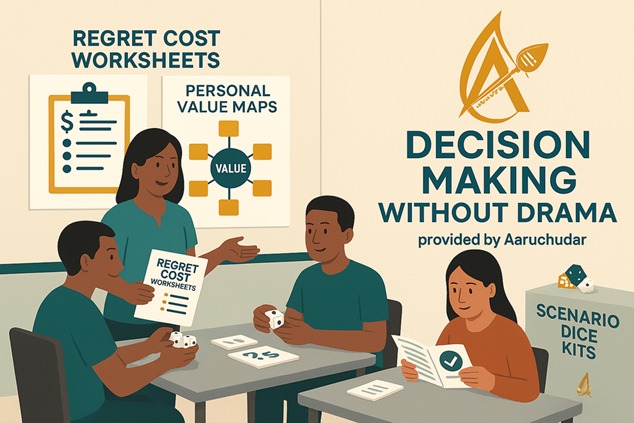 REGRET COST
WORKSHEETS
$
PERSONAL
VALUE MAPS
VALUE
REGRET
COST
WORKSHEETS
?.5
DECISION
MAKING
WITHOUT DRAMA
provided by Aaruchudar
SCENARIO
DICE
KITS